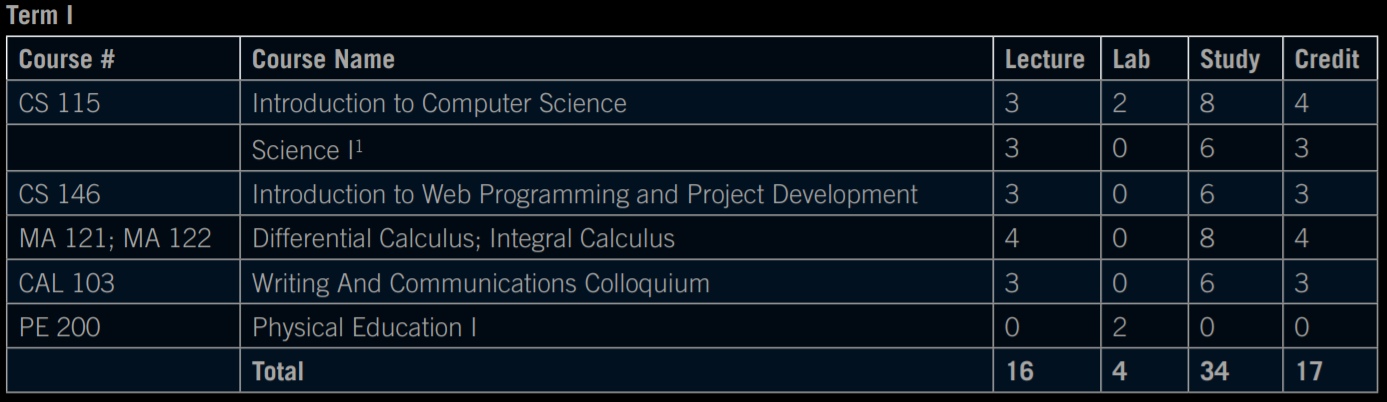 Term I
Course # Course Name Lecture Lab Study Credit
CS 115 Introduction to Computer Science 3 2 8 4
Science I¹ 3 0 6 3
CS 146 Introduction to Web Programming and Project Development 3 0 6 3
MA 121; MA 122 Differential Calculus; Integral Calculus 4 0 8 4
CAL 103 Writing And Communications Colloquium 3 0 6 3
PE 200 Physical Education I 0 2 0 0
Total 16 4 34 17